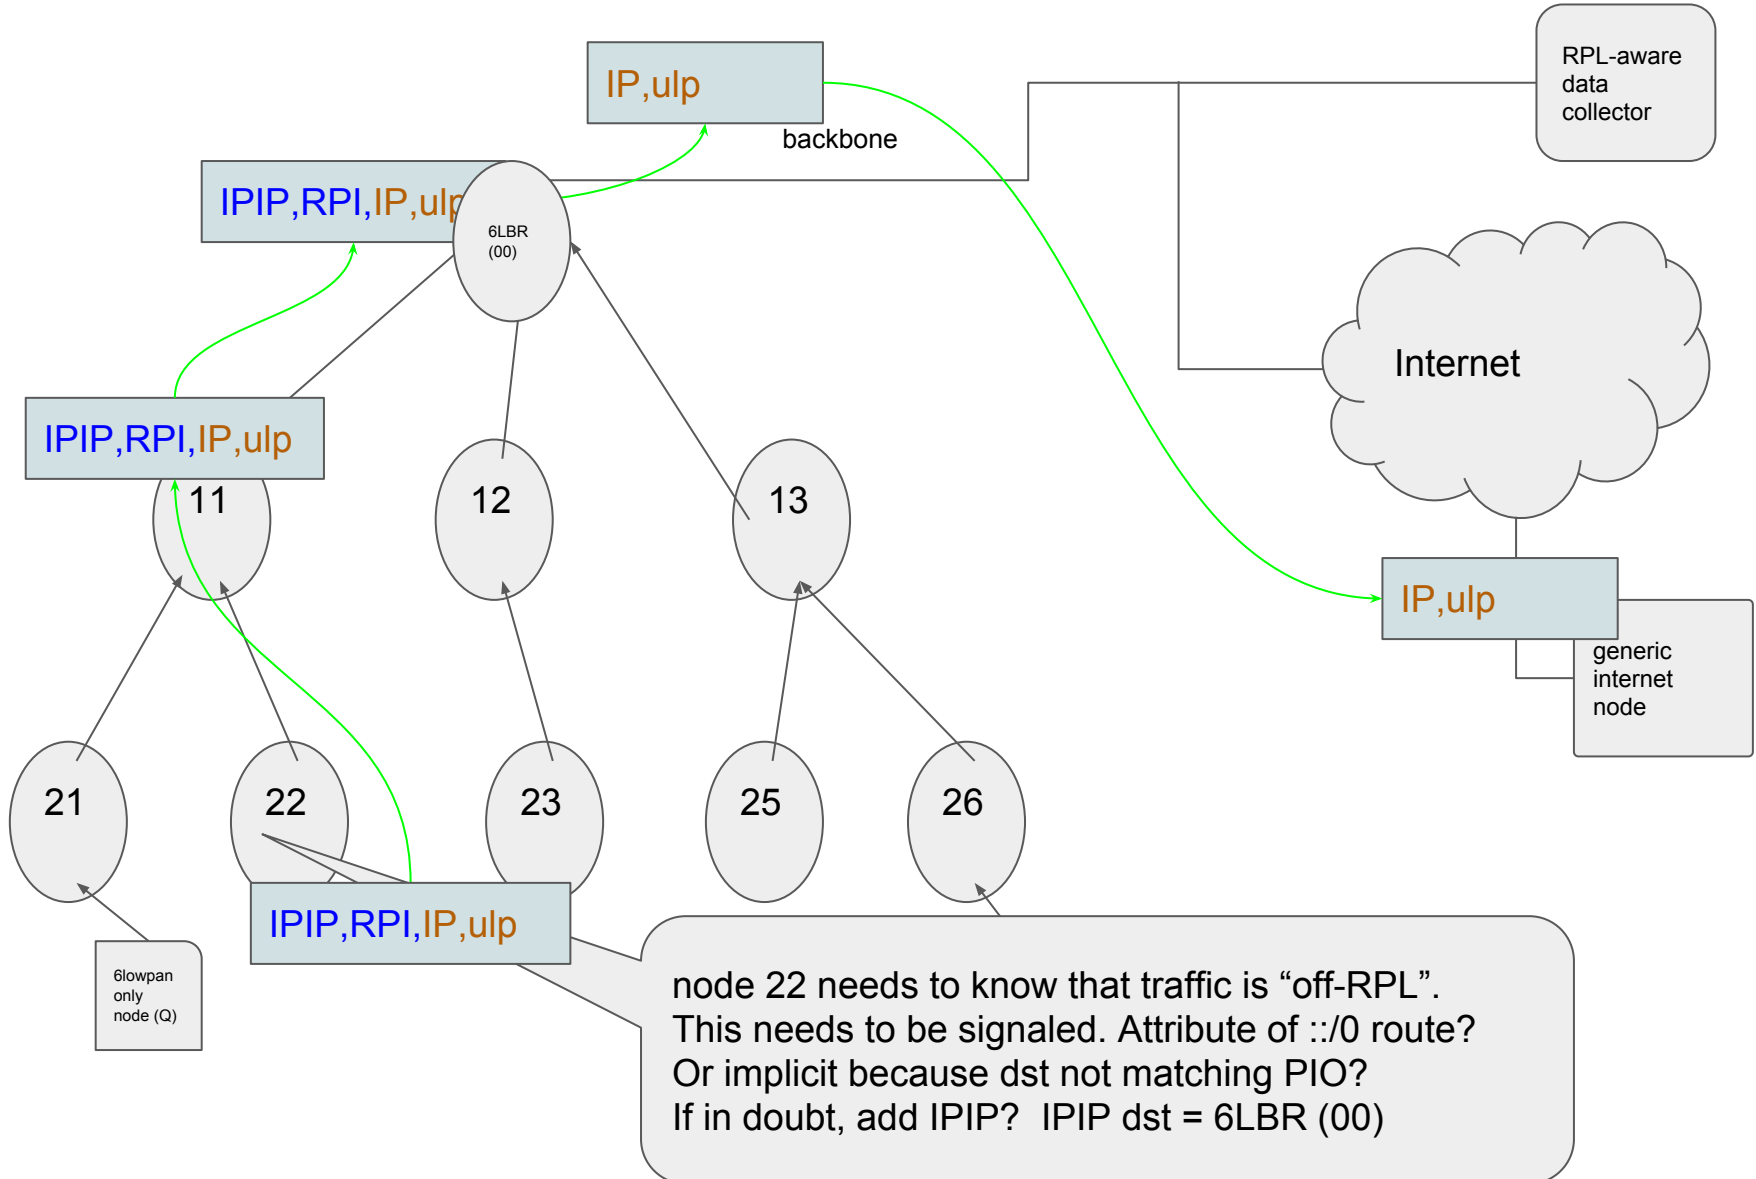 RPL-aware
data
collector
IP,ulp
backbone
IPIP,RPI,IP,ulp
6LBR
(00)
Internet
IPIP,RPI,IP,ulp
11
12
13
IP,ulp
generic
internet
node
21
22
23
25
26
IPIP,RPI,IP,ulp
6lowpan
only
node (Q)
node 22 needs to know that traffic is “off-RPL”.
This needs to be signaled. Attribute of ::/0 route?
Or implicit because dst not matching PIO?
If in doubt, add IPIP? IPIP dst = 6LBR (00)